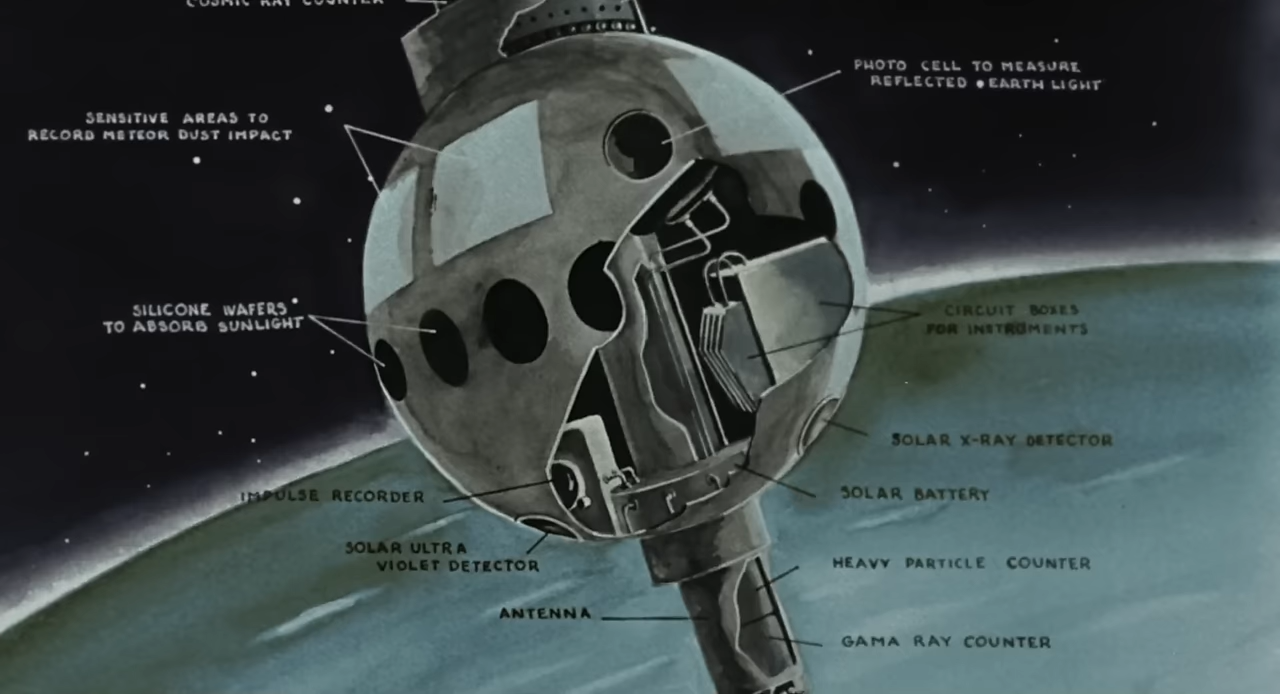 COSMIC RAY COUNTER
PHOTO CELL TO MEASURE
REFLECTED EARTH LIGHT
SENSITIVE AREAS TO
RECORD METEOR DUST IMPACT
SILICONE WAFERS
TO ABSORB SUNLIGHT
CIRCUIT BOXES
FOR INSTRUMENTS
SOLAR X-RAY DETECTOR
IMPULSE RECORDER
SOLAR BATTERY
SOLAR ULTRA
VIOLET DETECTOR
HEAVY PARTICLE COUNTER
ANTENNA
GAMA RAY COUNTER